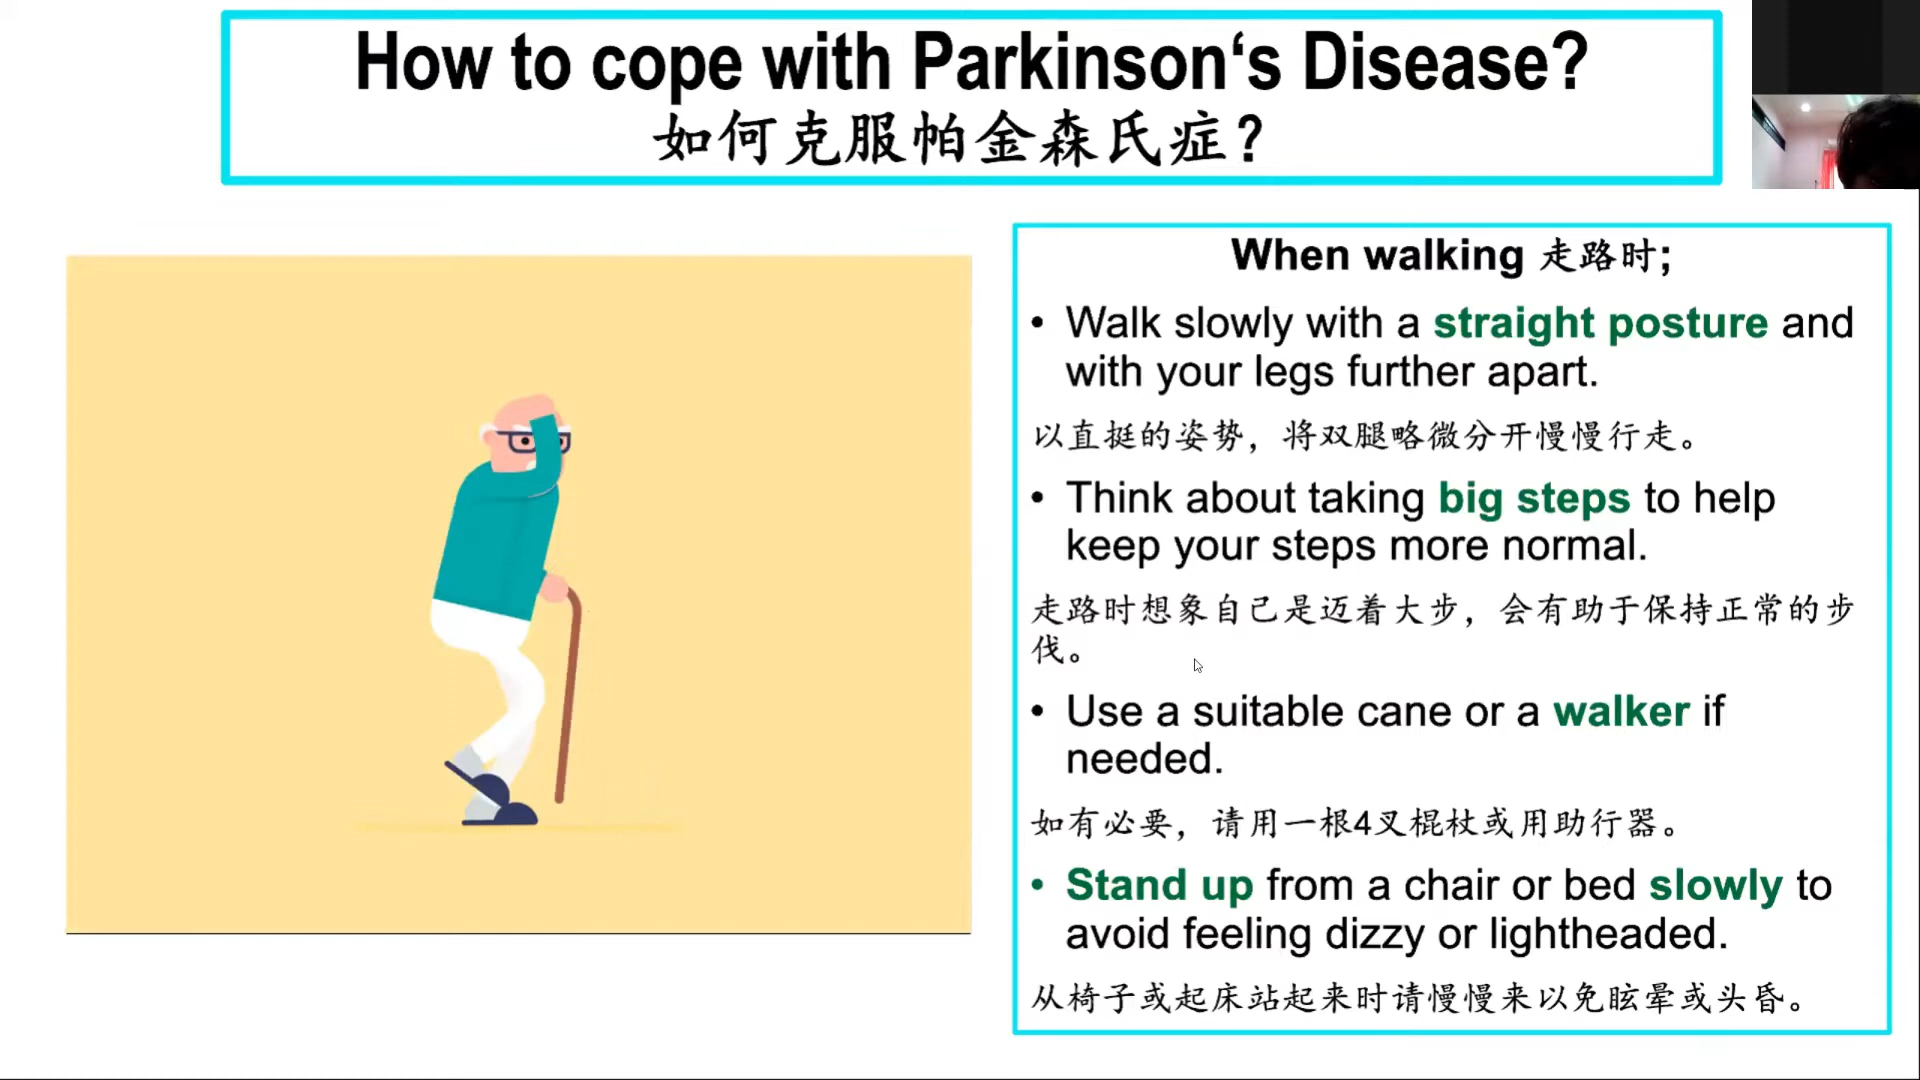 How to cope with Parkinson‘s Disease?
如何克服帕金森氏症？
When walking 走路时;
• Walk slowly with a straight posture and
with your legs further apart.
以直挺的姿势，将双腿略微分开慢慢行走。
• Think about taking big steps to help
keep your steps more normal.
走路时想象自己是迈着大步，会有助于保持正常的步
伐。
• Use a suitable cane or a walker if
needed.
如有必要，请用一根4叉棍杖或用助行器。
• Stand up from a chair or bed slowly to
avoid feeling dizzy or lightheaded.
从椅子或起床站起来时请慢慢来以免眩晕或头昏。